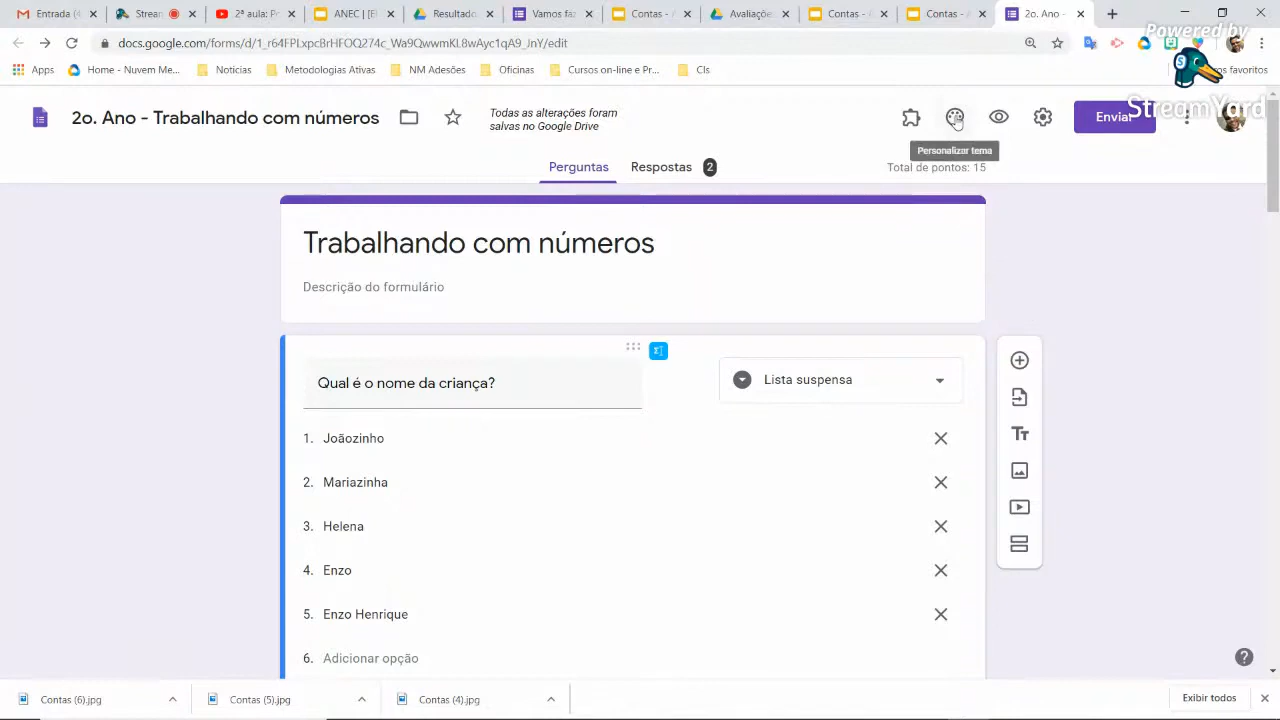 Entrada (
Stream
2ª aula: P
ANEC | [E
Resultado
Vamos fa
Contas - 
Avaliaçõe
Contas - 
Contas - 
2o. Ano -
docs.google.com/forms/d/1_r64FPLxpcBrHFOQ274c_Wa9QwwmVaBwIAyQTo9_JnY/edit
Apps
Home - Nuvem Me...
Notícias
Metodologias Ativas
NM Adesões
Oficinas
Cursos on-line e Pr...
CIs
os favoritos
Powered by
StreamYard
2o. Ano - Trabalhando com números
Todas as alterações foram
salvas no Google Drive
Enviar
Personalizar tema
Perguntas
Respostas 2
Total de pontos: 15
Trabalhando com números
Descrição do formulário
Qual é o nome da criança?
Lista suspensa
1. Joãozinho
2. Mariazinha
3. Helena
4. Enzo
5. Enzo Henrique
6. Adicionar opção
Contas (6).jpg
Contas (5).jpg
Contas (4).jpg
Exibir todos